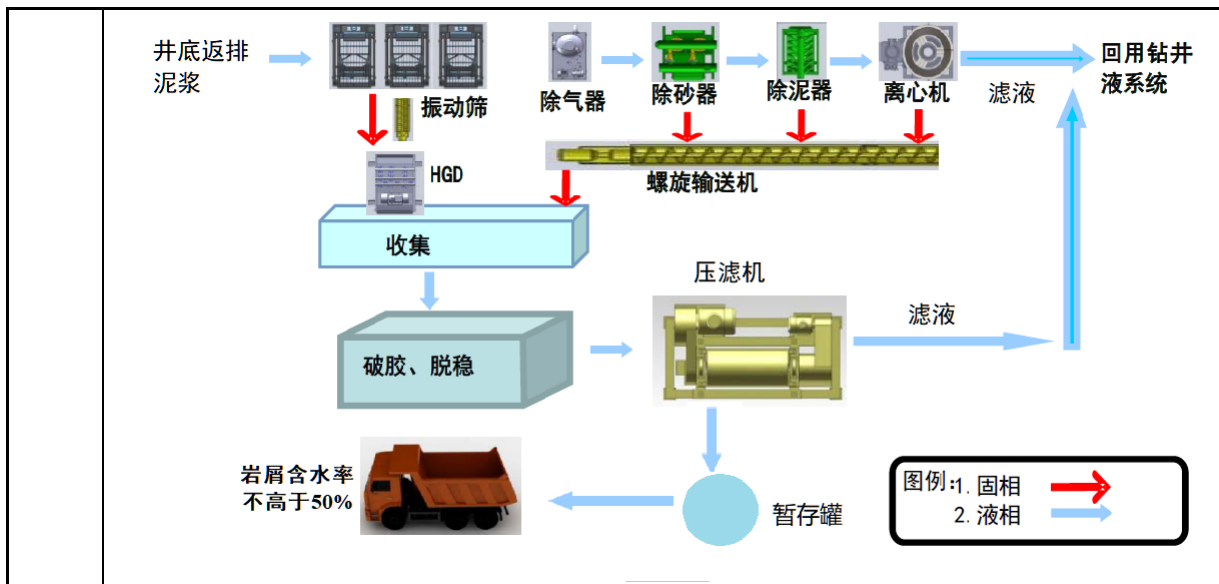 井底返排
泥浆
振动筛
除气器
除砂器
除泥器
离心机
滤液
回用钻井
液系统
HGD
螺旋输送机
收集
压滤机
滤液
破胶、脱稳
岩屑含水率
不高于50%
暂存罐
图例:1. 固相
2. 液相